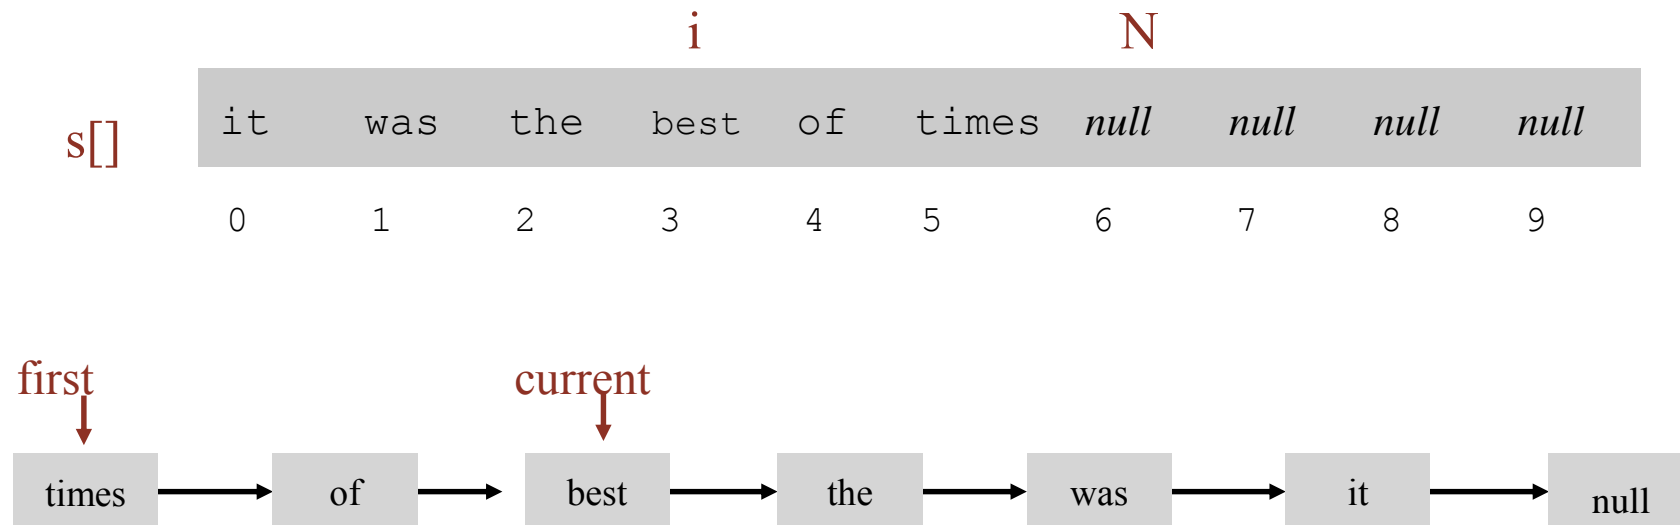 i N
s[] it was the best of times null null null null
0 1 2 3 4 5 6 7 8 9
first current
times of best the was it null